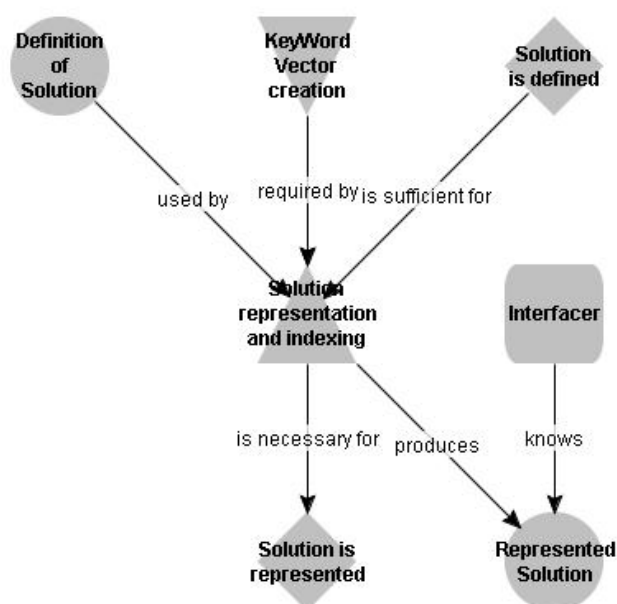 Definition
of
Solution
KeyWord
Vector
creation
Solution
is defined
used by
required by
is sufficient for
Solution
representation
and indexing
Interfacer
is necessary for
produces
knows
Solution is
represented
Represented
Solution